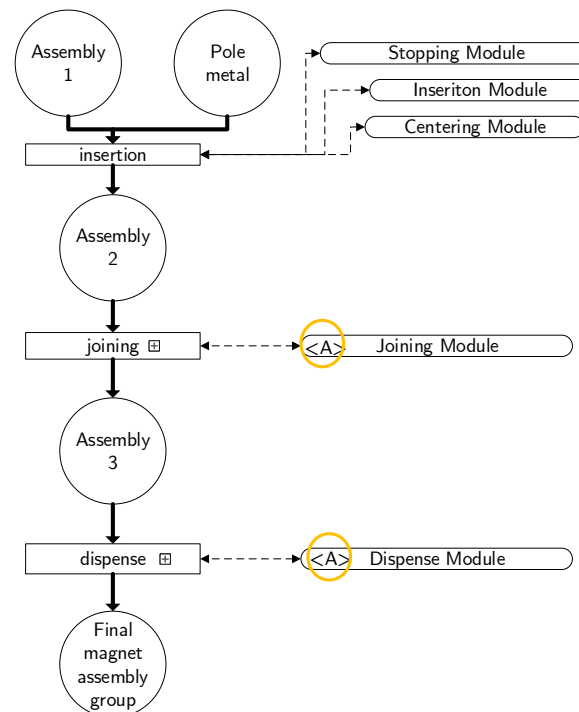 Assembly
1
Pole
metal
Stopping Module
Inseriton Module
Centering Module
insertion
Assembly
2
joining
<A> Joining Module
Assembly
3
dispense
<A> Dispense Module
Final
magnet
assembly
group